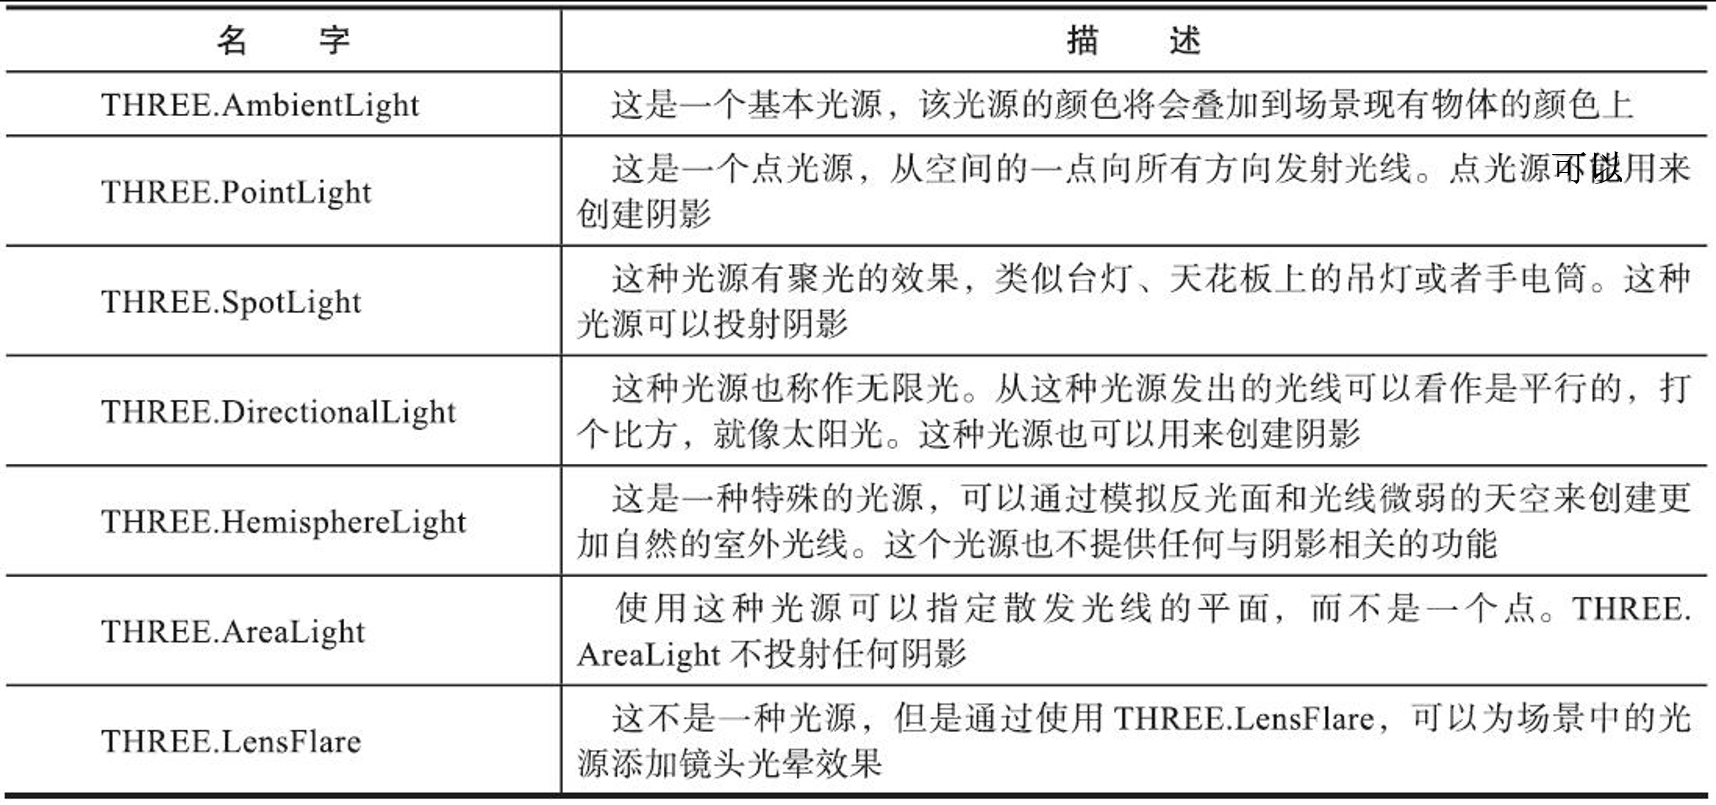 名 字 描 述
THREE.AmbientLight 这是一个基本光源，该光源的颜色将会叠加到场景现有物体的颜色上
THREE.PointLight 这是一个点光源，从空间的一点向所有方向发射光线。点光源用来
创建阴影
THREE.SpotLight 这种光源有聚光的效果，类似台灯、天花板上的吊灯或者手电筒。这种
光源可以投射阴影
THREE.DirectionalLight 这种光源也称作无限光。从这种光源发出的光线可以看作是平行的，打
个比方，就像太阳光。这种光源也可以用来创建阴影
THREE.HemisphereLight 这是一种特殊的光源，可以通过模拟反光面和光线微弱的天空来创建更
加自然的室外光线。这个光源也不提供任何与阴影相关的功能
THREE.AreaLight 使用这种光源可以指定散发光线的平面，而不是一个点。THREE.
AreaLight 不投射任何阴影
THREE.LensFlare 这不是一种光源，但是通过使用 THREE.LensFlare，可以为场景中的光
源添加镜头光晕效果